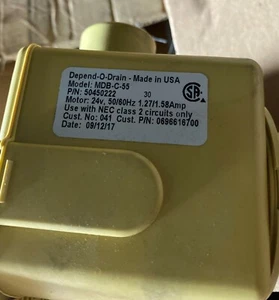 Depend-O-Drain - Made in USA
Model: MDB-C-55
P/N: 50450222 30
Motor: 24v, 50/60Hz 1.27/1.58Amp
Use with NEC class 2 circuits only
Cust. No: 041 Cust. P/N: 0696616700
Date: 09/12/17